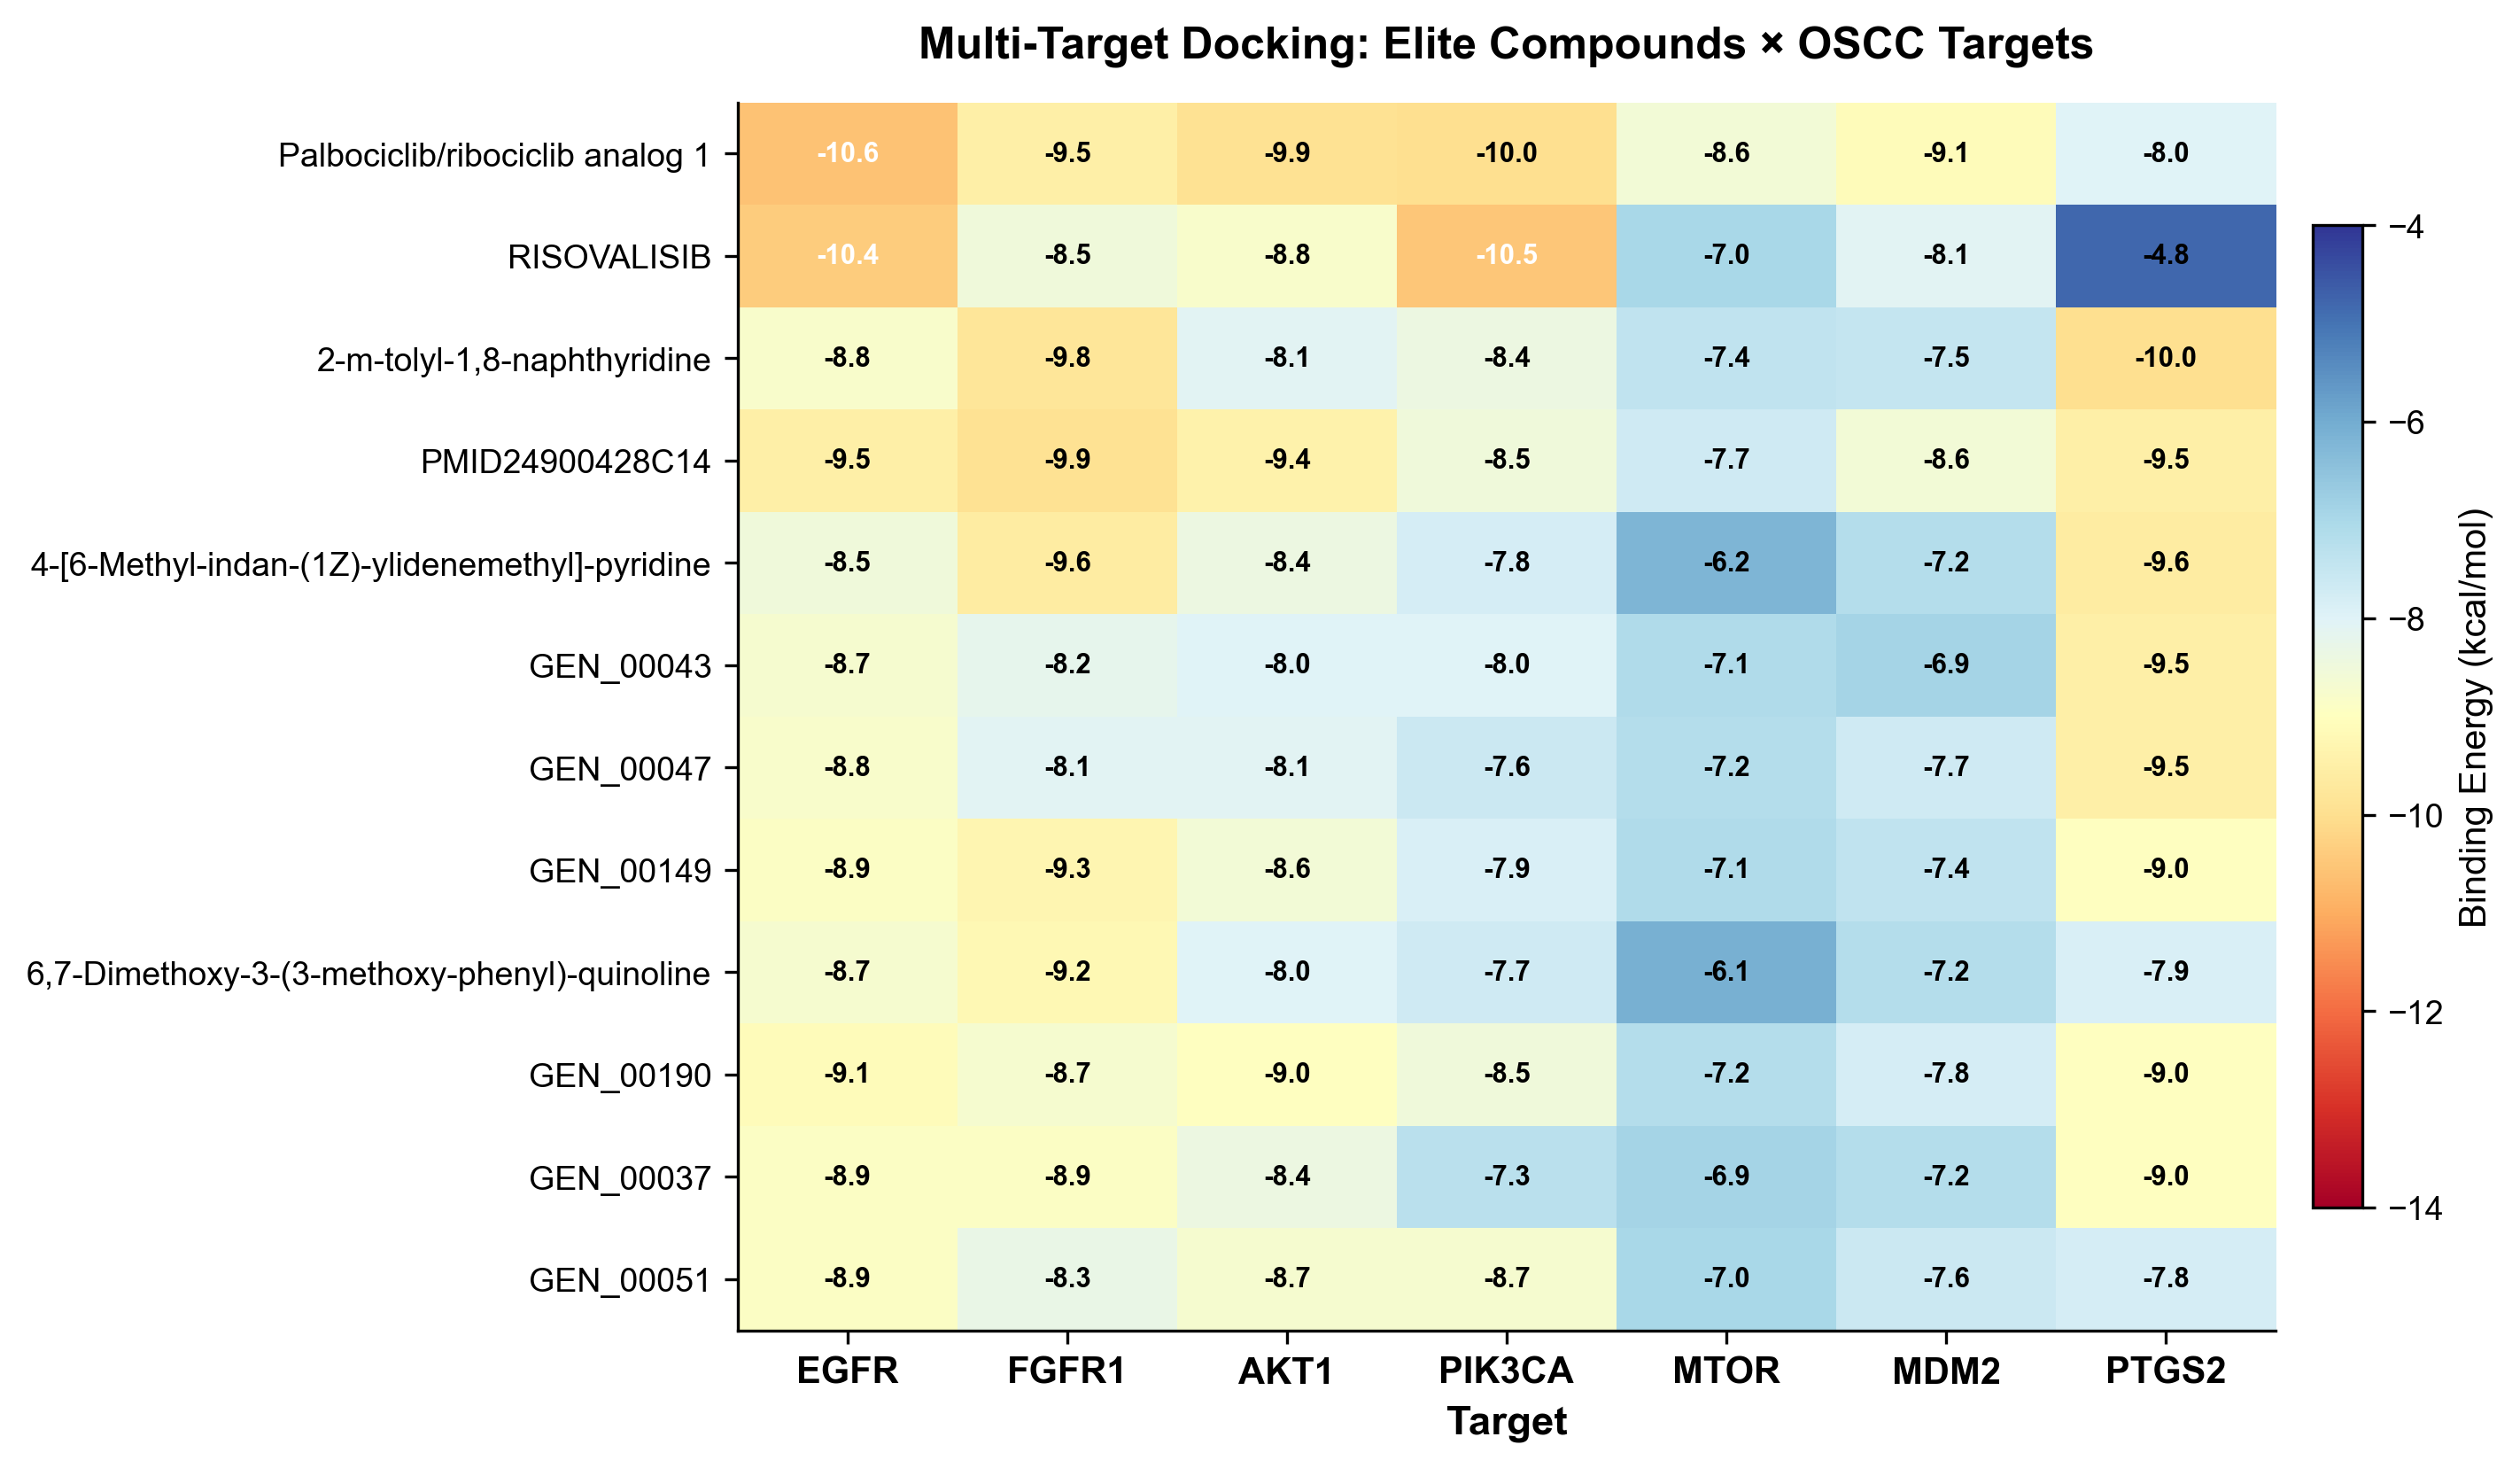 Multi-Target Docking: Elite Compounds × OSCC Targets
Palbociclib/ribociclib analog 1 -10.6 -9.5 -9.9 -10.0 -8.6 -9.1 -8.0
RISOVALISIB -10.4 -8.5 -8.8 -10.5 -7.0 -8.1 -4.8
2-m-tolyl-1,8-naphthyridine -8.8 -9.8 -8.1 -8.4 -7.4 -7.5 -10.0
PMID24900428C14 -9.5 -9.9 -9.4 -8.5 -7.7 -8.6 -9.5
4-[6-Methyl-indan-(1Z)-ylidenemethyl]-pyridine -8.5 -9.6 -8.4 -7.8 -6.2 -7.2 -9.6
GEN_00043 -8.7 -8.2 -8.0 -8.0 -7.1 -6.9 -9.5
GEN_00047 -8.8 -8.1 -8.1 -7.6 -7.2 -7.7 -9.5
GEN_00149 -8.9 -9.3 -8.6 -7.9 -7.1 -7.4 -9.0
6,7-Dimethoxy-3-(3-methoxy-phenyl)-quinoline -8.7 -9.2 -8.0 -7.7 -6.1 -7.2 -7.9
GEN_00190 -9.1 -8.7 -9.0 -8.5 -7.2 -7.8 -9.0
GEN_00037 -8.9 -8.9 -8.4 -7.3 -6.9 -7.2 -9.0
GEN_00051 -8.9 -8.3 -8.7 -8.7 -7.0 -7.6 -7.8
EGFR FGFR1 AKT1 PIK3CA MTOR MDM2 PTGS2
Target
−4
−6
−8
−10
−12
−14
Binding Energy (kcal/mol)